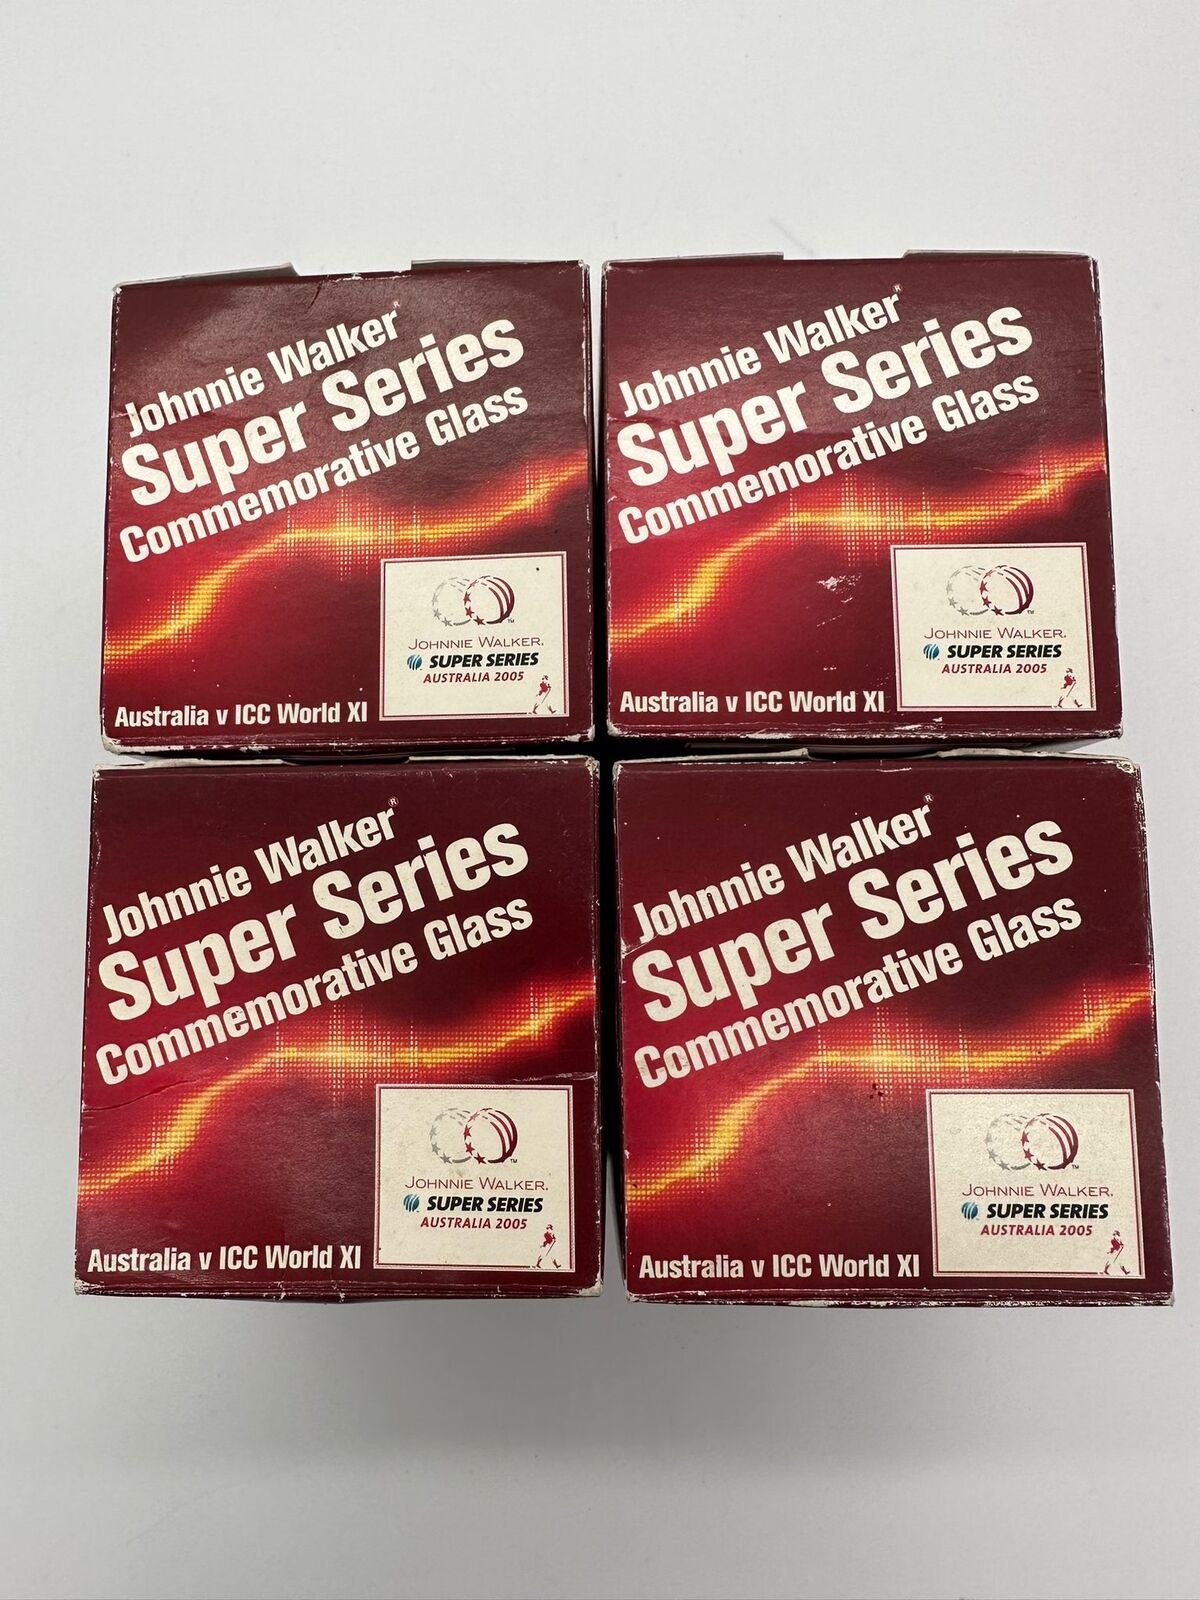 Johnnie Walker®
Super Series
Commemorative Glass
JOHNNIE WALKER.
SUPER SERIES
AUSTRALIA 2005
Australia v ICC World XI
Johnnie Walker®
Super Series
Commemorative Glass
JOHNNIE WALKER.
SUPER SERIES
AUSTRALIA 2005
Australia v ICC World XI
Johnnie Walker®
Super Series
Commemorative Glass
TM
JOHNNIE WALKER.
SUPER SERIES
AUSTRALIA 2005
Australia v ICC World XI
Johnnie Walker®
Super Series
Commemorative Glass
TM
JOHNNIE WALKER.
SUPER SERIES
AUSTRALIA 2005
Australia v ICC World XI